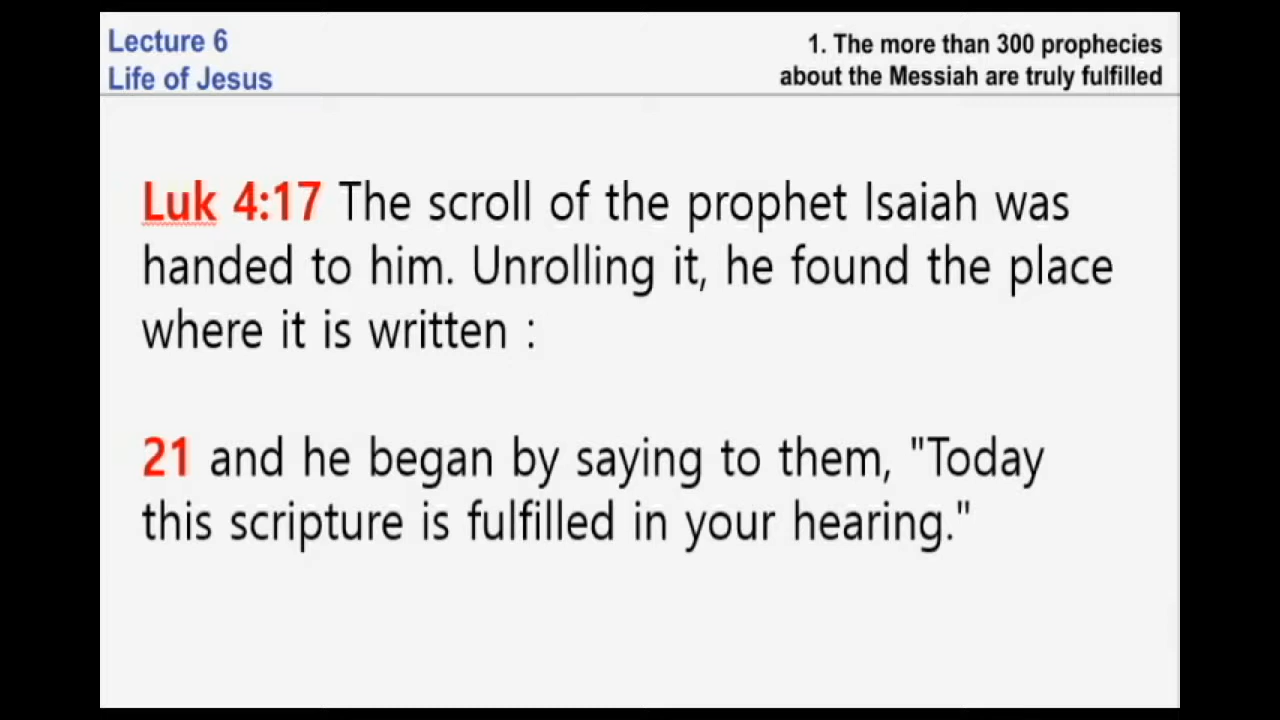 Lecture 6
Life of Jesus
1. The more than 300 prophecies
about the Messiah are truly fulfilled
Luk 4:17 The scroll of the prophet Isaiah was
handed to him. Unrolling it, he found the place
where it is written :
21 and he began by saying to them, "Today
this scripture is fulfilled in your hearing."